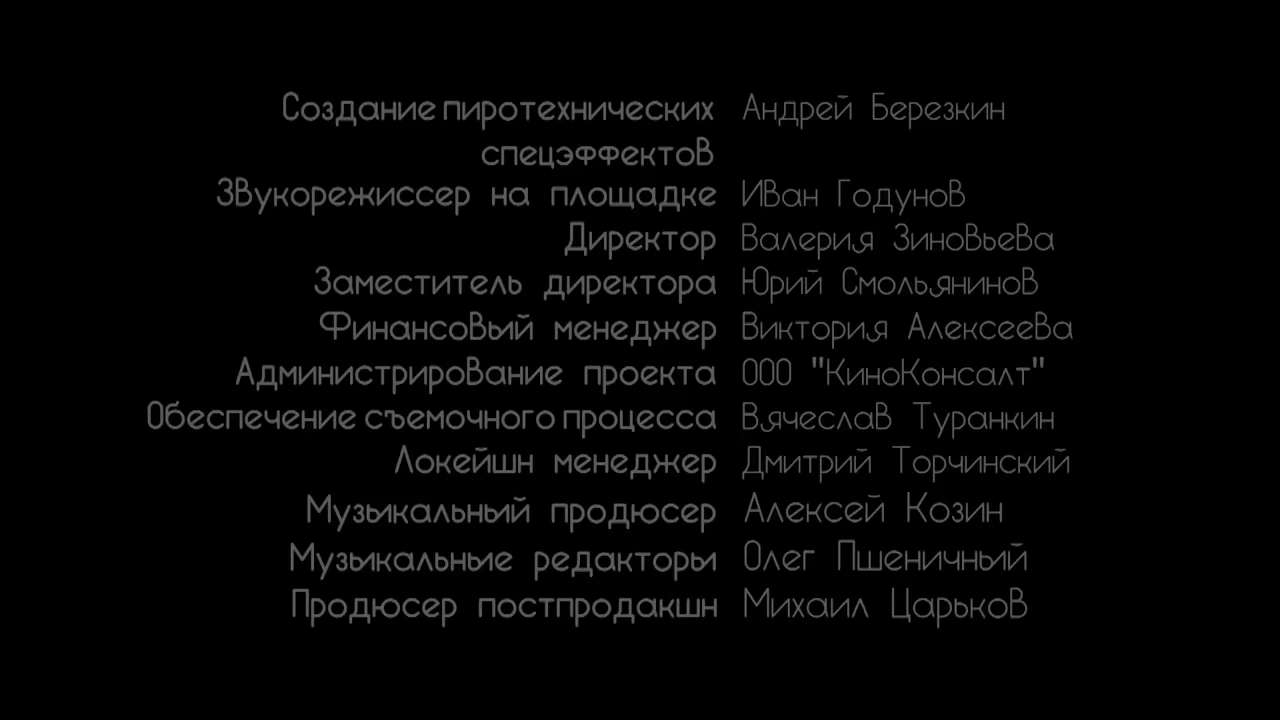 Создание пиротехнических Андрей Березкин
спецэффектов
Звукорежиссер на площадке Иван Годунов
Директор Валерия Зиновьева
Заместитель директора Юрий Смольянинов
Финансовый менеджер Виктория Алексеева
Администрирование проекта ООО "КиноКонсалт"
Обеспечение съемочного процесса Вячеслав Туранкин
Локейшн менеджер Дмитрий Торчинский
Музыкальный продюсер Алексей Козин
Музыкальные редакторы Олег Пшеничный
Продюсер постпродакшн Михаил Царьков